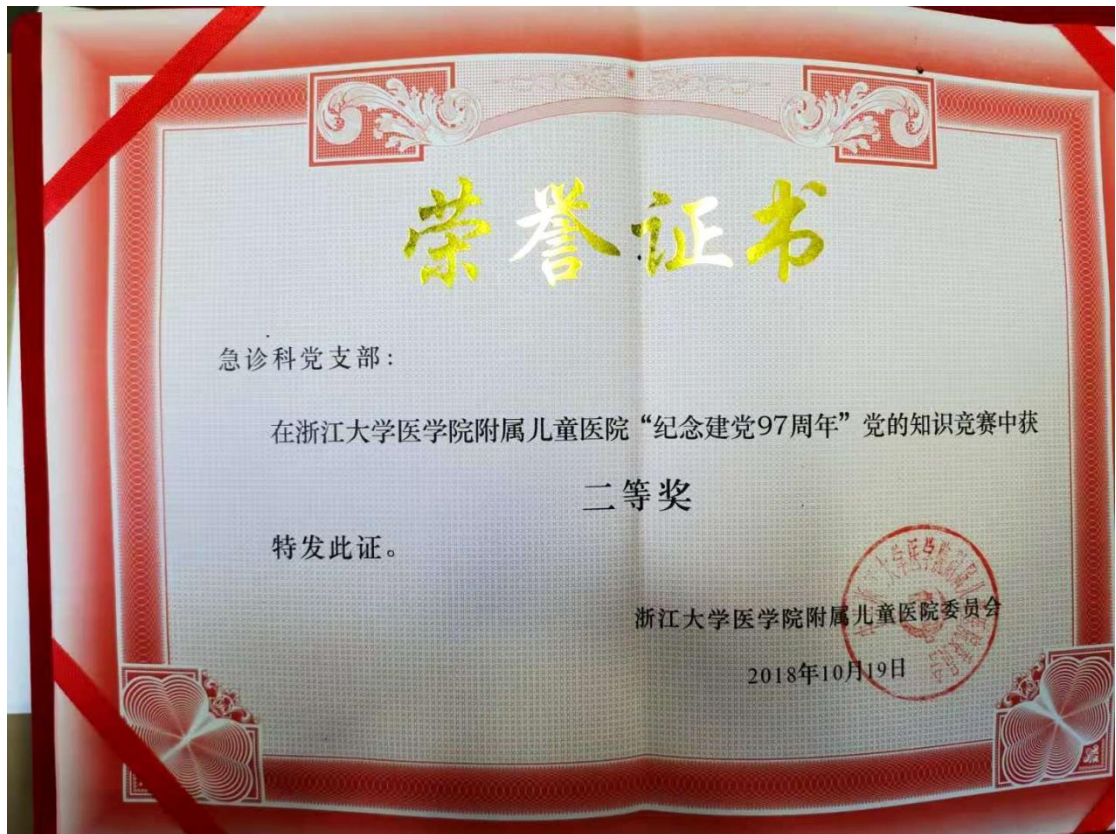 荣誉证书
急诊科党支部：
在浙江大学医学院附属儿童医院“纪念建党97周年”党的知识竞赛中获
二等奖
特发此证。
浙江大学医学院附属儿童医院委员会
2018年10月19日